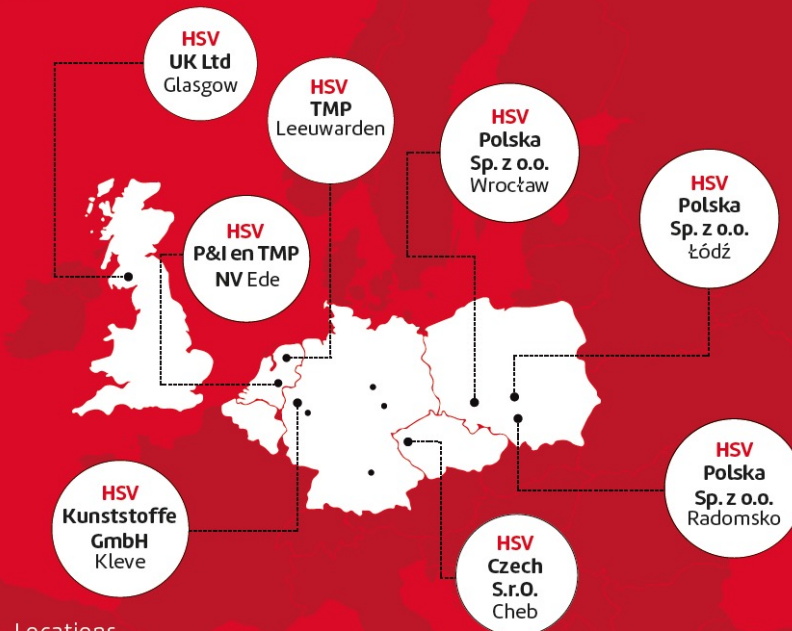 HSV
UK Ltd
Glasgow
HSV
TMP
Leeuwarden
HSV
Polska
Sp. z o.o.
Wrocław
HSV
Polska
Sp. z o.o.
Łódź
HSV
P&I en TMP
NV Ede
HSV
Polska
Sp. z o.o.
Radomsko
HSV
Kunststoffe
GmbH
Kleve
HSV
Czech
S.r.O.
Cheb
Locations